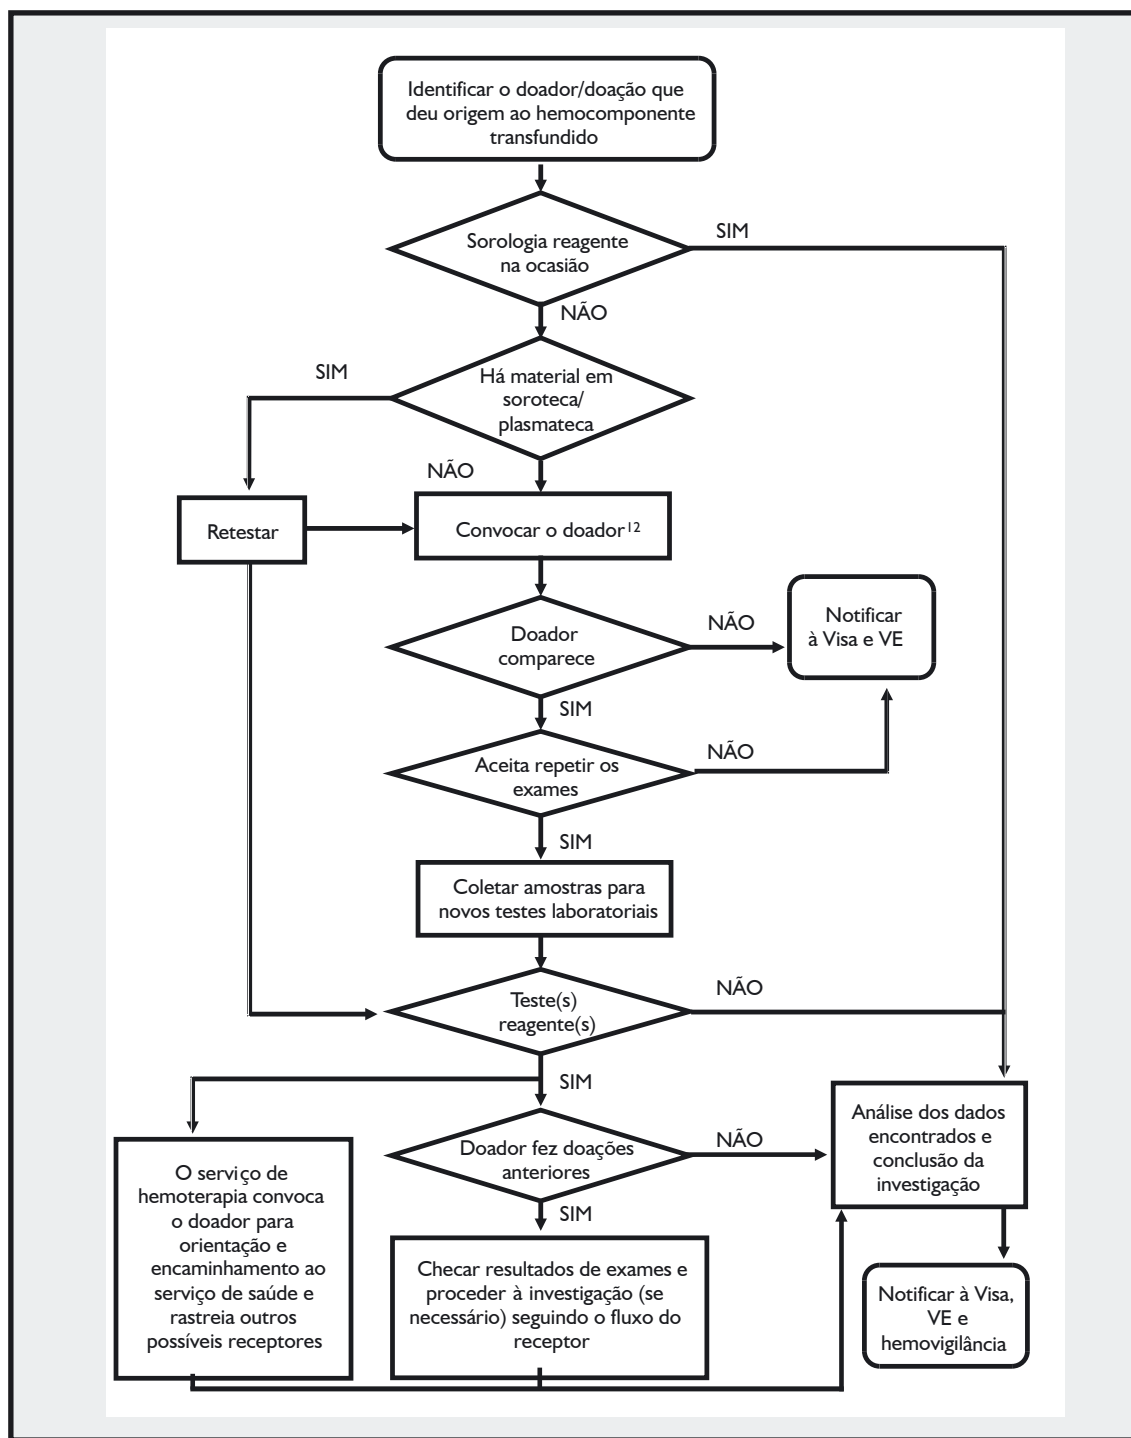 Identificar o doador/doação que
deu origem ao hemocomponente
transfundido
Sorologia reagente
na ocasião
SIM
NÃO
SIM
Há material em
soroteca/
plasmateca
NÃO
Retestar
Convocar o doador¹²
Doador
comparece
NÃO
Notificar
à Visa e VE
SIM
Aceita repetir os
exames
NÃO
SIM
Coletar amostras para
novos testes laboratoriais
Teste(s)
reagente(s)
NÃO
SIM
Doador fez doações
anteriores
NÃO
Análise dos dados
encontrados e
conclusão da
investigação
O serviço de
hemoterapia convoca
o doador para
orientação e
encaminhamento ao
serviço de saúde e
rastreia outros
possíveis receptores
SIM
Checar resultados de exames e
proceder à investigação (se
necessário) seguindo o fluxo do
receptor
Notificar à Visa,
VE e
hemovigilância